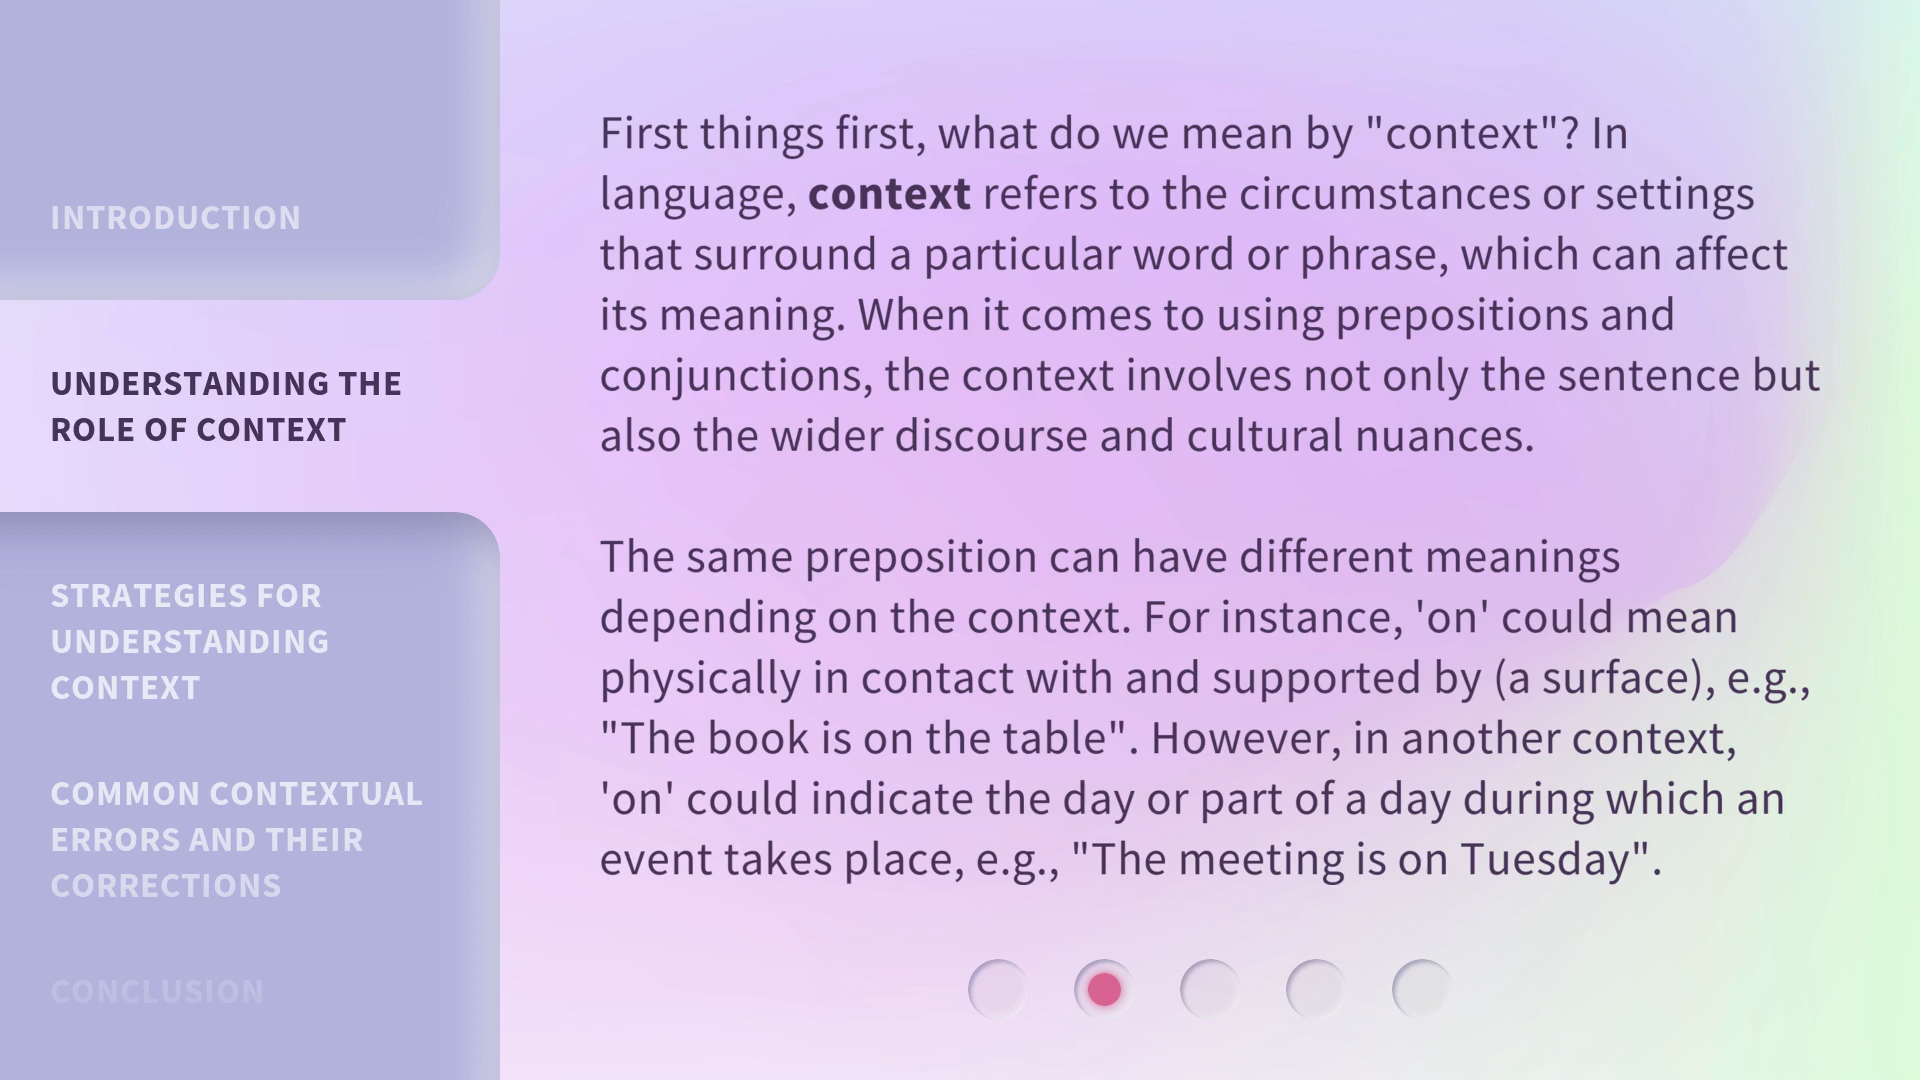 INTRODUCTION
UNDERSTANDING THE
ROLE OF CONTEXT
STRATEGIES FOR
UNDERSTANDING
CONTEXT
COMMON CONTEXTUAL
ERRORS AND THEIR
CORRECTIONS
CONCLUSION
First things first, what do we mean by "context"? In
language, context refers to the circumstances or settings
that surround a particular word or phrase, which can affect
its meaning. When it comes to using prepositions and
conjunctions, the context involves not only the sentence but
also the wider discourse and cultural nuances.
The same preposition can have different meanings
depending on the context. For instance, 'on' could mean
physically in contact with and supported by (a surface), e.g.,
"The book is on the table". However, in another context,
'on' could indicate the day or part of a day during which an
event takes place, e.g., "The meeting is on Tuesday".